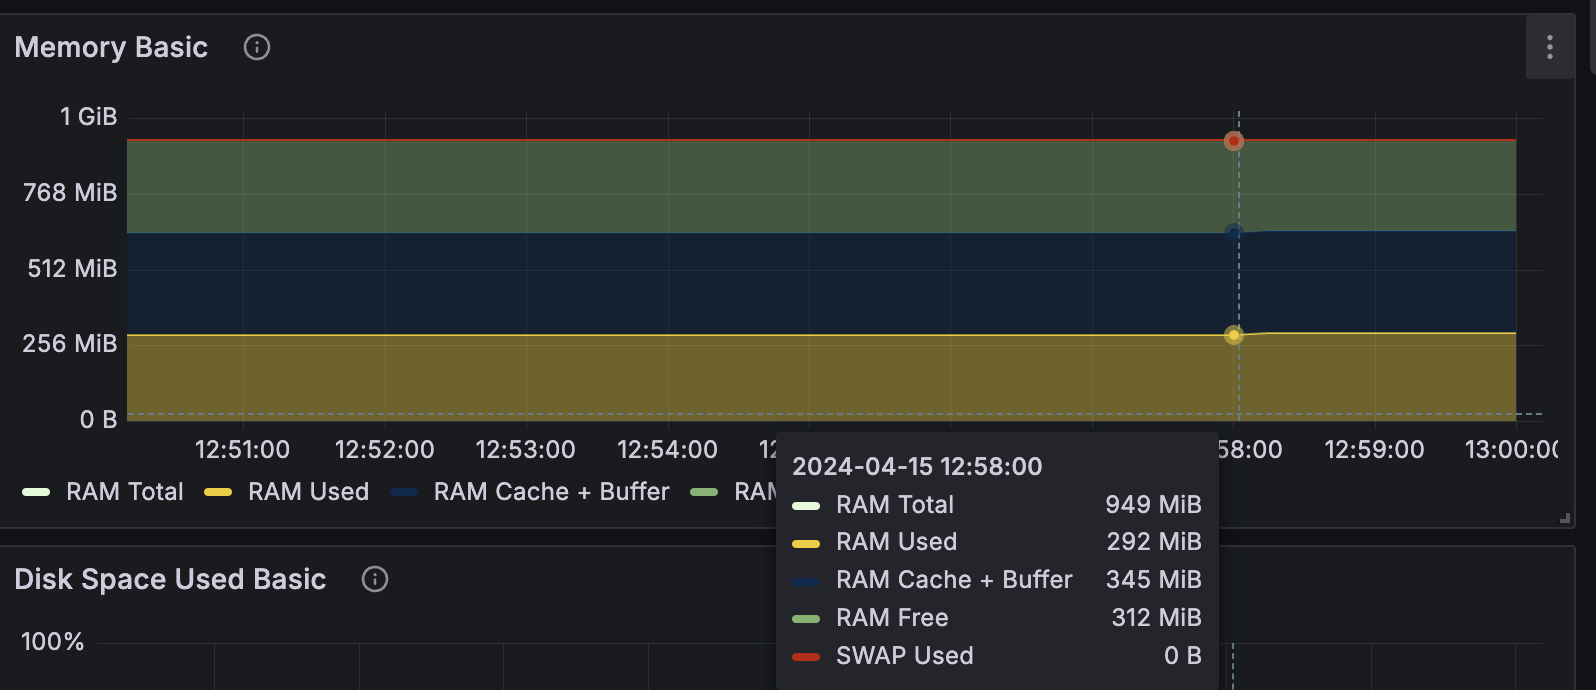 Memory Basic
1 GiB
768 MiB
512 MiB
256 MiB
0 B
12:51:00 12:52:00 12:53:00 12:54:00 58:00 12:59:00 13:00:00
RAM Total RAM Used RAM Cache + Buffer
2024-04-15 12:58:00
RAM Total 949 MiB
RAM Used 292 MiB
RAM Cache + Buffer 345 MiB
RAM Free 312 MiB
SWAP Used 0 B
Disk Space Used Basic
100%